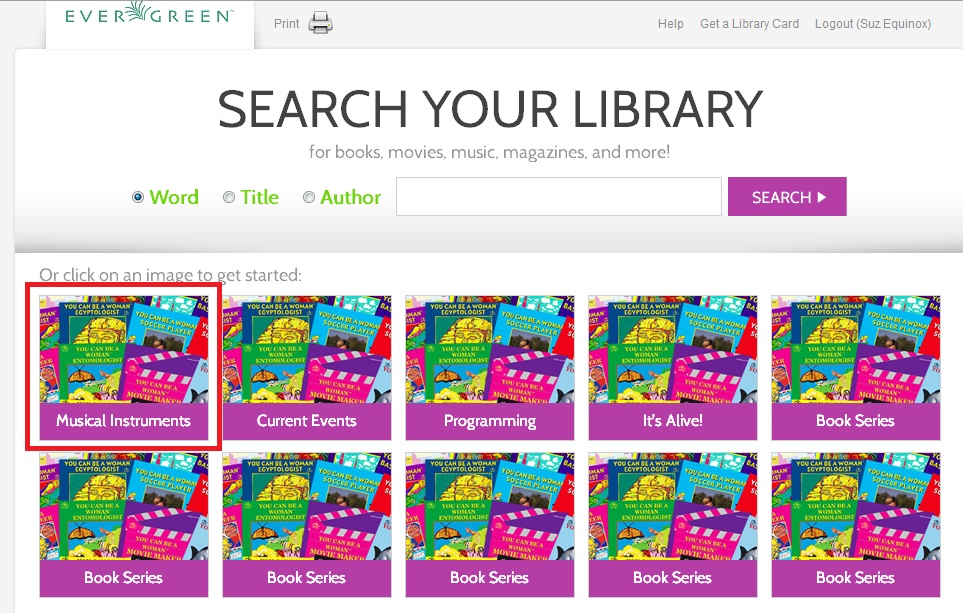 EVERGREEN™
Print
Help Get a Library Card Logout (Suz Equinox)
SEARCH YOUR LIBRARY
for books, movies, music, magazines, and more!
Word Title Author SEARCH
Or click on an image to get started:
YOU CAN BE A WOMAN EGYPTOLOGIST
YOU CAN BE A WOMAN SOCCER PLAYER
YOU CAN BE A WOMAN ENTOMOLOGIST
YOU CAN BE A WOMAN MOVIE MAKER
Musical Instruments Current Events Programming It's Alive! Book Series
Book Series Book Series Book Series Book Series Book Series